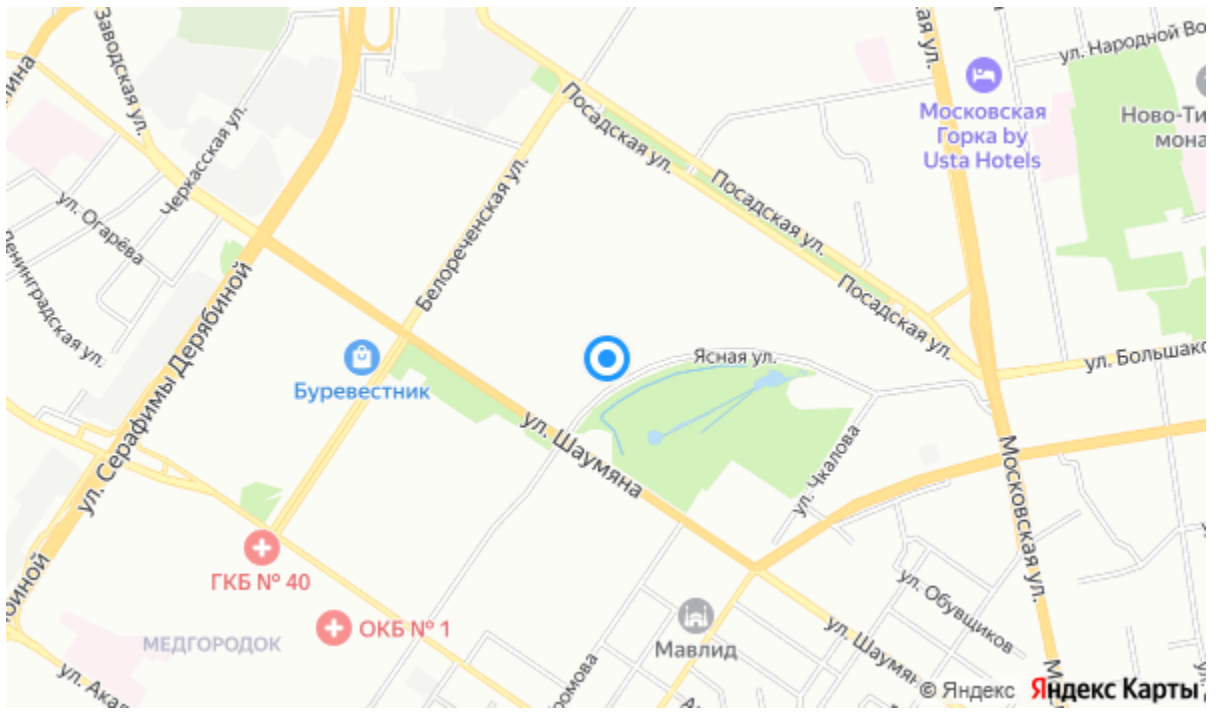 Заводская ул.
ская ул.
ул. Народной Во
Черкасская ул.
Посадская ул.
Московская
Горка by
Usta Hotels
Ново-Ти
мона
Белореченская ул.
Посадская ул.
ул. Огарёва
Ленинградская ул.
ул. Серафимы Дерябиной
Посадская ул.
Ясная ул.
ул. Большако
Буревестник
ул. Шаумяна
ул. Чкалова
Московская ул.
ГКБ № 40
ОКБ № 1
МЕДГОРОДОК
Мавлид
ул. Обувщиков
ул. Шаумян
ул. Акад
© Яндекс Яндекс Карты